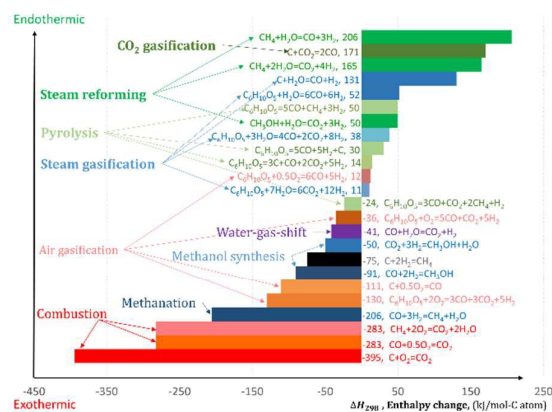 Endothermic
CH₄+H₂O=CO+3H₂, 206
CO₂ gasification
C+CO₂=2CO, 171
CH₄+2H₂O=CO₂+4H₂, 165
C+H₂O=CO+H₂, 131
Steam reforming
C₆H₁₀O₅+H₂O=6CO+6H₂, 52
C₆H₁₀O₅=5CO+CH₄+3H₂, 50
CH₃OH+H₂O=CO₂+3H₂, 50
Pyrolysis
C₆H₁₀O₅+3H₂O=4CO+2CO₂+8H₂, 38
C₆H₁₀O₅=5CO+5H₂+C, 30
Steam gasification
C₆H₁₀O₅=3C+CO+2CO₂+5H₂, 14
C₆H₁₀O₅+0.5O₂=6CO+5H₂, 12
C₆H₁₀O₅+7H₂O=6CO₂+12H₂, 11
-24, C₆H₁₀O₅=3CO+CO₂+2CH₄+H₂
-36, C₆H₁₀O₅+O₂=5CO+CO₂+5H₂
Water-gas-shift
-41, CO+H₂O=CO₂+H₂
Air gasification
-50, CO₂+3H₂=CH₃OH+H₂O
Methanol synthesis
-75, C+2H₂=CH₄
-91, CO+2H₂=CH₃OH
-111, C+0.5O₂=CO
-130, C₆H₁₀O₅+2O₂=3CO+3CO₂+5H₂
Methanation
-206, CO+3H₂=CH₄+H₂O
Combustion
-283, CH₄+2O₂=CO₂+2H₂O
-283, CO+0.5O₂=CO₂
-395, C+O₂=CO₂
-450 -350 -250 -150 -50 50 150 250
Exothermic
ΔH₂₉₈, Enthalpy change, (kJ/mol-C atom)